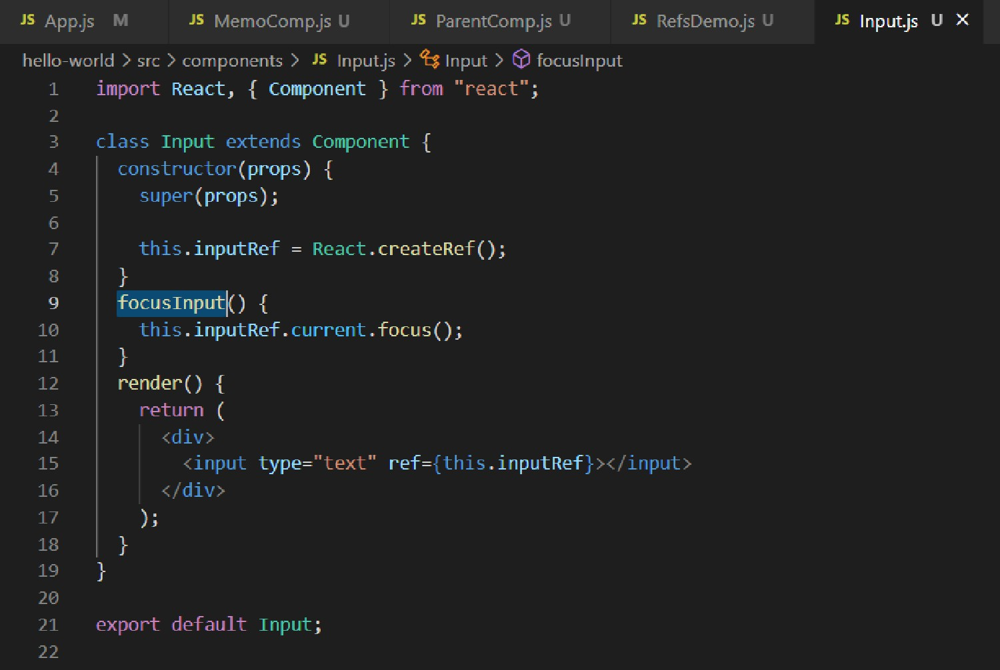 JS App.js M JS MemoComp.js U JS ParentComp.js U JS RefsDemo.js U JS Input.js U ✕
hello-world > src > components > JS Input.js > Input > focusInput
1 import React, { Component } from "react";
2
3 class Input extends Component {
4   constructor(props) {
5     super(props);
6
7     this.inputRef = React.createRef();
8   }
9   focusInput() {
10     this.inputRef.current.focus();
11   }
12   render() {
13     return (
14       <div>
15         <input type="text" ref={this.inputRef}></input>
16       </div>
17     );
18   }
19 }
20
21 export default Input;
22